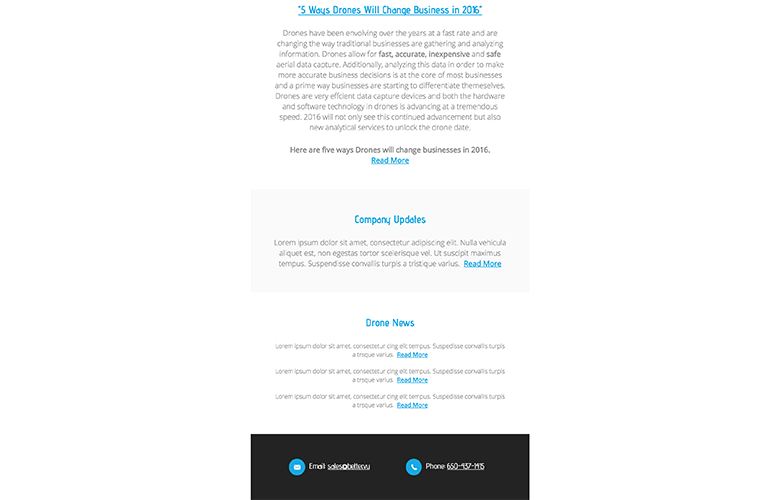 "5 Ways Drones Will Change Business in 2016"
Drones have been envolving over the years at a fast rate and are
changing the way traditional businesses are gathering and analyzing
information. Drones allow for fast, accurate, inexpensive and safe
aerial data capture. Additionally, analyzing this data in order to make
more accurate business decisions is at the core of most businesses
and a prime way businesses are starting to differentiate themeselves.
Drones are very effcient data capture devices and both the hardware
and software technology in drones is advancing at a tremendous
speed. 2016 will not only see this continued advancement but also
new analytical services to unlock the drone date.
Here are five ways Drones will change businesses in 2016.
Read More
Company Updates
Lorem ipsum dolor sit amet, consectetur adipiscing elit. Nulla vehicula
aliquet est, non egestas tortor scelerisque vel. Ut suscipit maximus
tempus. Suspendisse convallis turpis a tristique varius. Read More
Drone News
Lorem ipsum dolor sit amet, consectetur cing elit tempus. Suspedisse convallis turpis
a trisque varius. Read More
Lorem ipsum dolor sit amet, consectetur cing elit tempus. Suspedisse convallis turpis
a trisque varius. Read More
Lorem ipsum dolor sit amet, consectetur cing elit tempus. Suspedisse convallis turpis
a trisque varius. Read More
Email: sales@bettervu
Phone: 650-437-1415